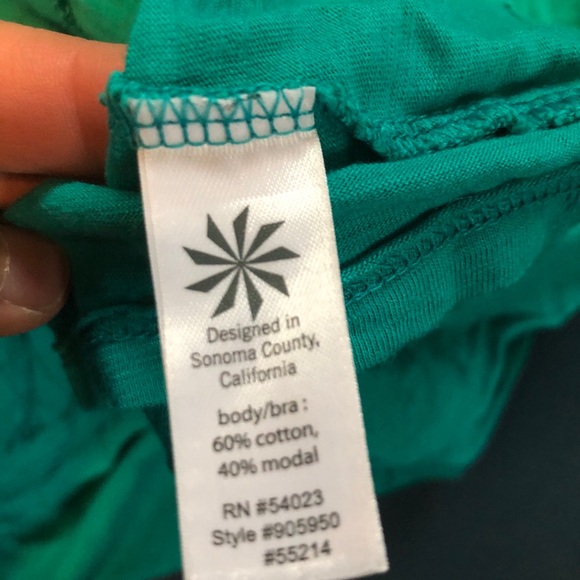 Designed in
Sonoma County,
California
body/bra :
60% cotton,
40% modal
RN #54023
Style #905950
#55214